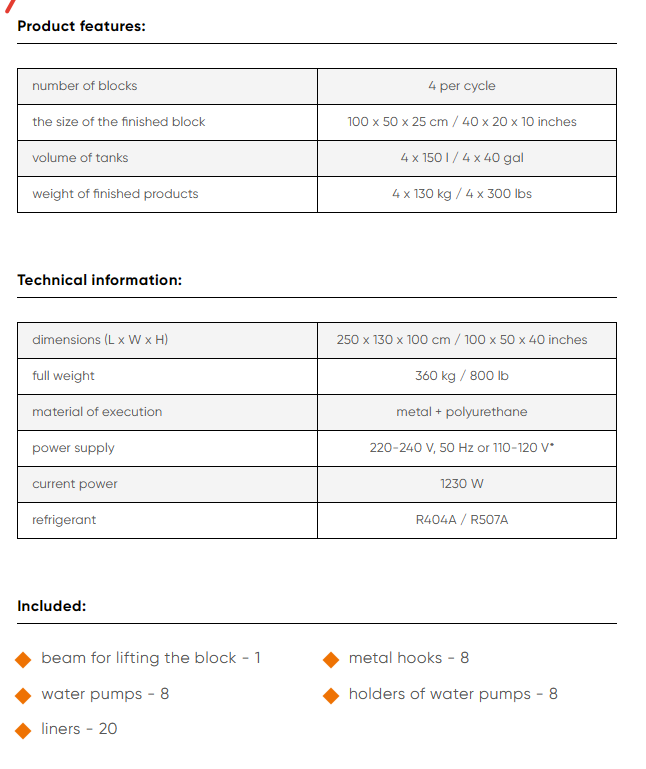 Product features:
number of blocks 4 per cycle
the size of the finished block 100 x 50 x 25 cm / 40 x 20 x 10 inches
volume of tanks 4 x 150 l / 4 x 40 gal
weight of finished products 4 x 130 kg / 4 x 300 lbs
Technical information:
dimensions (L x W x H) 250 x 130 x 100 cm / 100 x 50 x 40 inches
full weight 360 kg / 800 lb
material of execution metal + polyurethane
power supply 220-240 V, 50 Hz or 110-120 V*
current power 1230 W
refrigerant R404A / R507A
Included:
beam for lifting the block - 1 metal hooks - 8
water pumps - 8 holders of water pumps - 8
liners - 20